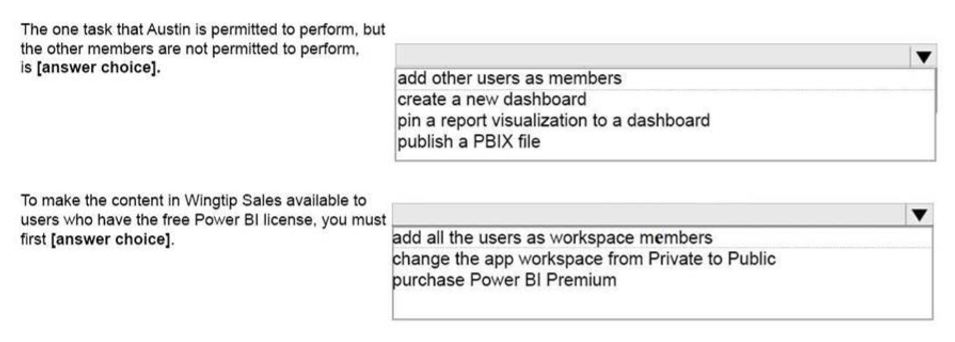 The one task that Austin is permitted to perform, but
the other members are not permitted to perform,
is [answer choice].
add other users as members
create a new dashboard
pin a report visualization to a dashboard
publish a PBIX file
To make the content in Wingtip Sales available to
users who have the free Power BI license, you must
first [answer choice].
add all the users as workspace members
change the app workspace from Private to Public
purchase Power BI Premium